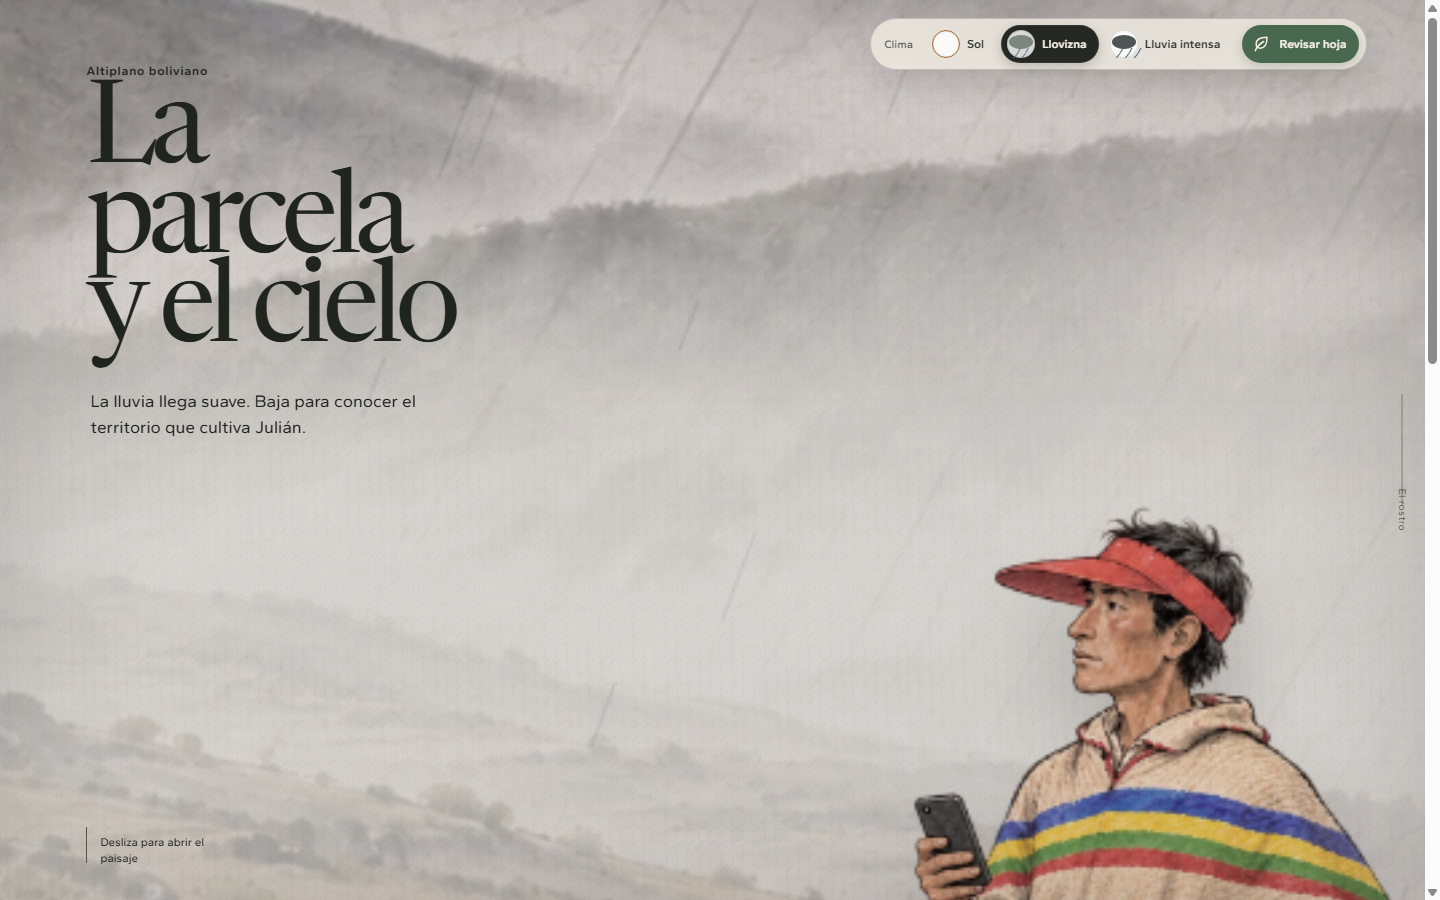 Clima
Sol
Llovizna
Lluvia intensa
Revisar hoja
Altiplano boliviano
La
parcela
y el cielo
La lluvia llega suave. Baja para conocer el
territorio que cultiva Julián.
El rostro
Desliza para abrir el
paisaje